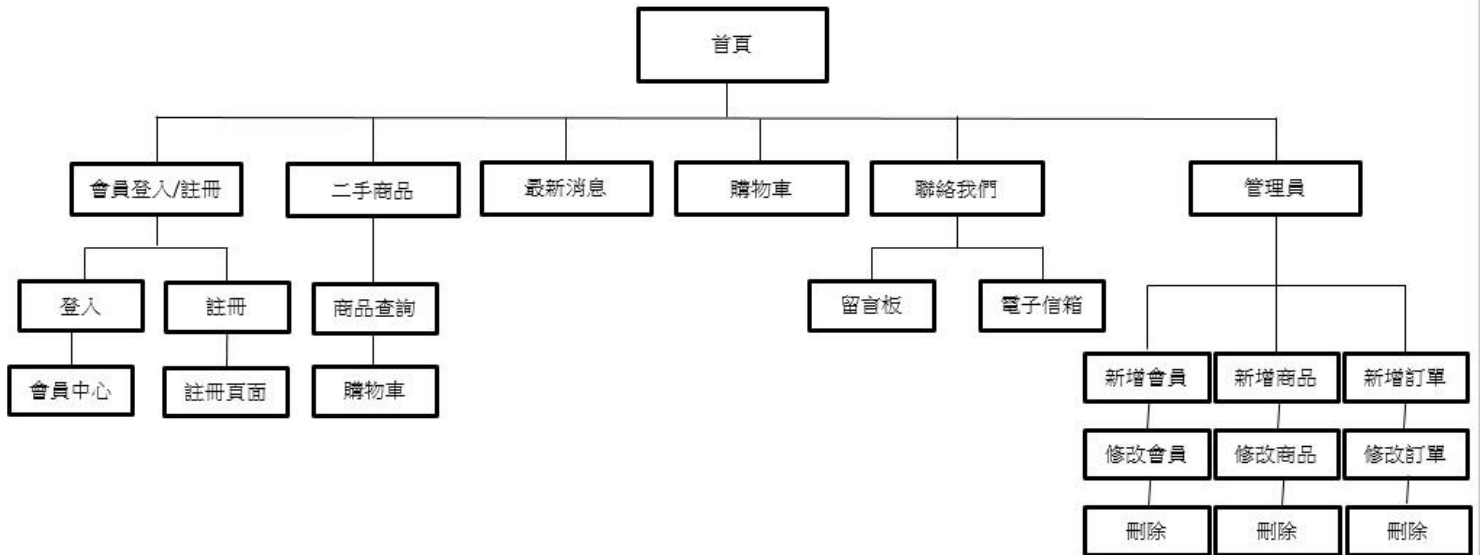 首頁
會員登入/註冊
二手商品
最新消息
購物車
聯絡我們
管理員
登入
註冊
商品查詢
留言板
電子信箱
會員中心
註冊頁面
購物車
新增會員
新增商品
新增訂單
修改會員
修改商品
修改訂單
刪除
刪除
刪除